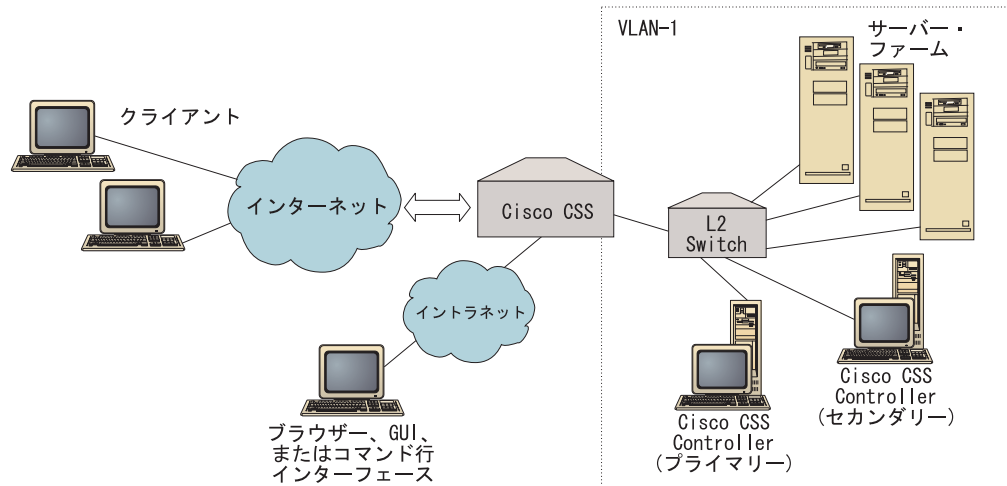 VLAN-1
サーバー・
ファーム
クライアント
インターネット
Cisco CSS
L2
Switch
イントラネット
ブラウザー、GUI、
またはコマンド行
インターフェース
Cisco CSS
Controller
(プライマリー)
Cisco CSS
Controller
(セカンダリー)